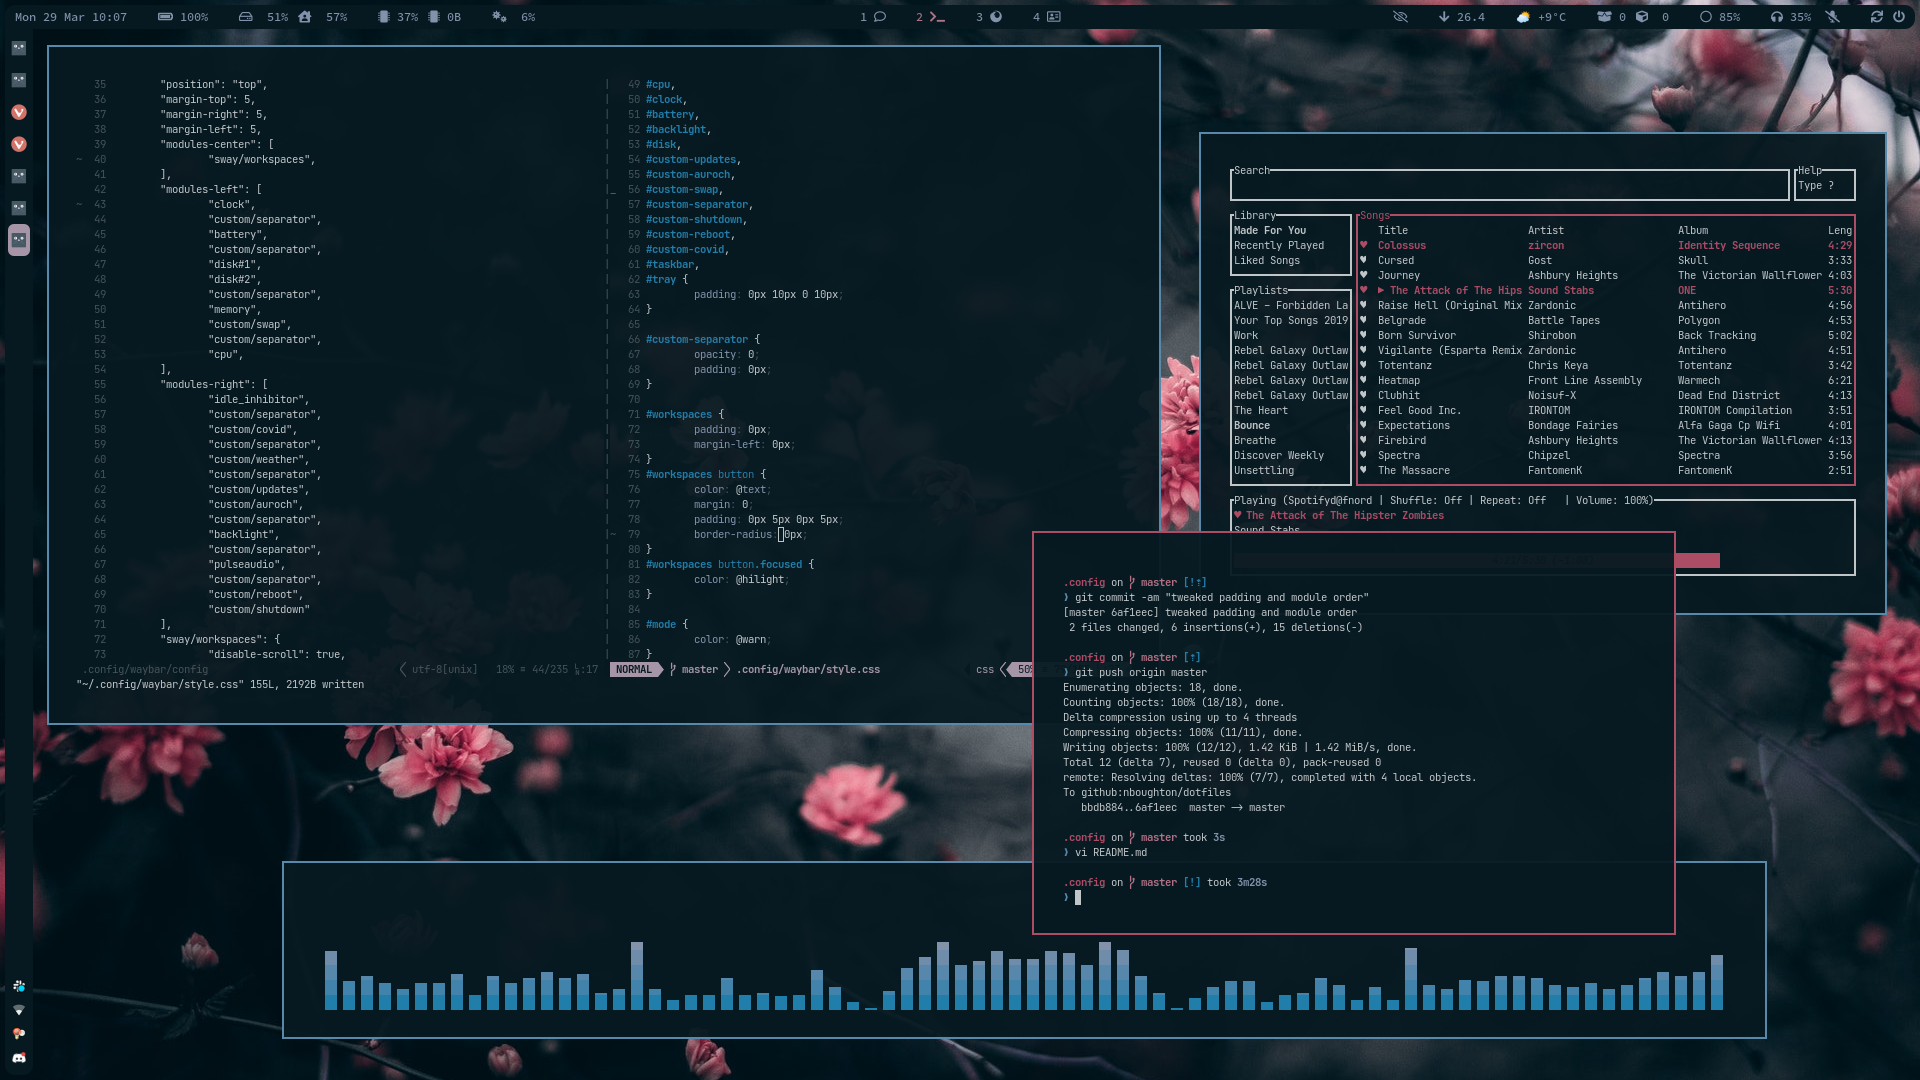 Mon 29 Mar 10:07 100% 51% 57% 37% 0B 6% 1 2 3 4 26.4 +9°C 0 0 85% 35%
35 "position": "top",
36 "margin-top": 5,
37 "margin-right": 5,
38 "margin-left": 5,
39 "modules-center": [
~ 40 "sway/workspaces",
41 ],
42 "modules-left": [
~ 43 "clock",
44 "custom/separator",
45 "battery",
46 "custom/separator",
47 "disk#1",
48 "disk#2",
49 "custom/separator",
50 "memory",
51 "custom/swap",
52 "custom/separator",
53 "cpu",
54 ],
55 "modules-right": [
56 "idle_inhibitor",
57 "custom/separator",
58 "custom/covid",
59 "custom/separator",
60 "custom/weather",
61 "custom/separator",
62 "custom/updates",
63 "custom/auroch",
64 "custom/separator",
65 "backlight",
66 "custom/separator",
67 "pulseaudio",
68 "custom/separator",
69 "custom/reboot",
70 "custom/shutdown"
71 ],
72 "sway/workspaces": {
73 "disable-scroll": true,
.config/waybar/config utf-8[unix] 18% ≡ 44/235 :17
"~/.config/waybar/style.css" 155L, 2192B written
49 #cpu,
50 #clock,
51 #battery,
52 #backlight,
53 #disk,
54 #custom-updates,
55 #custom-auroch,
_ 56 #custom-swap,
57 #custom-separator,
58 #custom-shutdown,
59 #custom-reboot,
60 #custom-covid,
61 #taskbar,
62 #tray {
63 padding: 0px 10px 0 10px;
64 }
65
66 #custom-separator {
67 opacity: 0;
68 padding: 0px;
69 }
70
71 #workspaces {
72 padding: 0px;
73 margin-left: 0px;
74 }
75 #workspaces button {
76 color: @text;
77 margin: 0;
78 padding: 0px 5px 0px 5px;
~ 79 border-radius: 0px;
80 }
81 #workspaces button.focused {
82 color: @hilight;
83 }
84
85 #mode {
86 color: @warn;
87 }
NORMAL master .config/waybar/style.css css 50%
Search
Help
Type ?
Library
Made For You
Recently Played
Liked Songs
Playlists
ALVE – Forbidden La
Your Top Songs 2019
Work
Rebel Galaxy Outlaw
Rebel Galaxy Outlaw
Rebel Galaxy Outlaw
Rebel Galaxy Outlaw
The Heart
Bounce
Breathe
Discover Weekly
Unsettling
Songs
Title Artist Album Leng
♥ Colossus zircon Identity Sequence 4:29
♥ Cursed Gost Skull 3:33
♥ Journey Ashbury Heights The Victorian Wallflower 4:03
♥ ▶ The Attack of The Hips Sound Stabs ONE 5:30
♥ Raise Hell (Original Mix Zardonic Antihero 4:56
♥ Belgrade Battle Tapes Polygon 4:53
♥ Born Survivor Shirobon Back Tracking 5:02
♥ Vigilante (Esparta Remix Zardonic Antihero 4:51
♥ Totentanz Chris Keya Totentanz 3:42
♥ Heatmap Front Line Assembly Warmech 6:21
♥ Clubhit Noisuf-X Dead End District 4:13
♥ Feel Good Inc. IRONTOM IRONTOM Compilation 3:51
♥ Expectations Bondage Fairies Alfa Gaga Cp Wifi 4:01
♥ Firebird Ashbury Heights The Victorian Wallflower 4:13
♥ Spectra Chipzel Spectra 3:56
♥ The Massacre FantomenK FantomenK 2:51
Playing (Spotifyd@fnord | Shuffle: Off | Repeat: Off | Volume: 100%)
♥ The Attack of The Hipster Zombies
Sound Stabs
.config on master [!↑]
❯ git commit -am "tweaked padding and module order"
[master 6af1eec] tweaked padding and module order
2 files changed, 6 insertions(+), 15 deletions(-)
.config on master [↑]
❯ git push origin master
Enumerating objects: 18, done.
Counting objects: 100% (18/18), done.
Delta compression using up to 4 threads
Compressing objects: 100% (11/11), done.
Writing objects: 100% (12/12), 1.42 KiB | 1.42 MiB/s, done.
Total 12 (delta 7), reused 0 (delta 0), pack-reused 0
remote: Resolving deltas: 100% (7/7), completed with 4 local objects.
To github:nboughton/dotfiles
bbdb884..6af1eec master -> master
.config on master took 3s
❯ vi README.md
.config on master [!] took 3m28s
❯